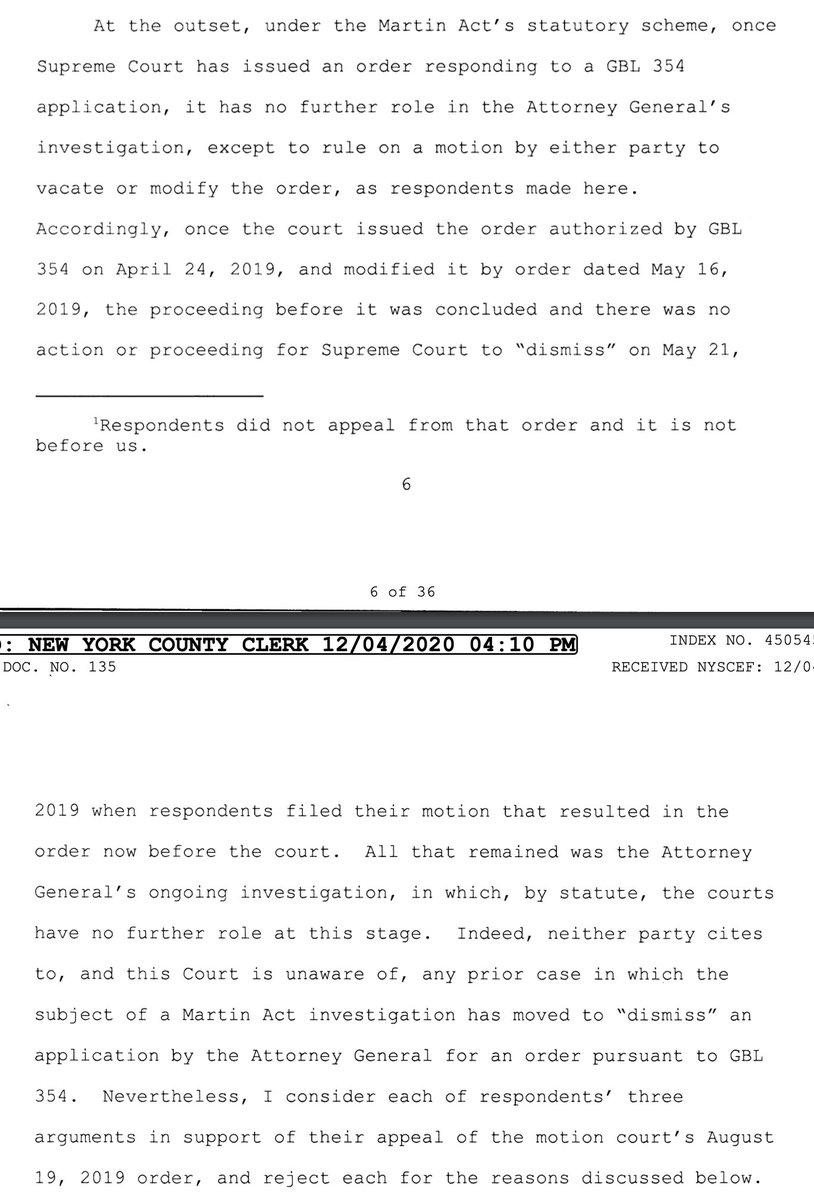 At the outset, under the Martin Act's statutory scheme, once
Supreme Court has issued an order responding to a GBL 354
application, it has no further role in the Attorney General's
investigation, except to rule on a motion by either party to
vacate or modify the order, as respondents made here.
Accordingly, once the court issued the order authorized by GBL
354 on April 24, 2019, and modified it by order dated May 16,
2019, the proceeding before it was concluded and there was no
action or proceeding for Supreme Court to “dismiss” on May 21,
1Respondents did not appeal from that order and it is not
before us.
6
6 of 36
: NEW YORK COUNTY CLERK 12/04/2020 04:10 PM
INDEX NO. 45054
DOC. NO. 135
RECEIVED NYSCEF: 12/0
2019 when respondents filed their motion that resulted in the
order now before the court. All that remained was the Attorney
General's ongoing investigation, in which, by statute, the courts
have no further role at this stage. Indeed, neither party cites
to, and this Court is unaware of, any prior case in which the
subject of a Martin Act investigation has moved to “dismiss” an
application by the Attorney General for an order pursuant to GBL
354. Nevertheless, I consider each of respondents' three
arguments in support of their appeal of the motion court's August
19, 2019 order, and reject each for the reasons discussed below.